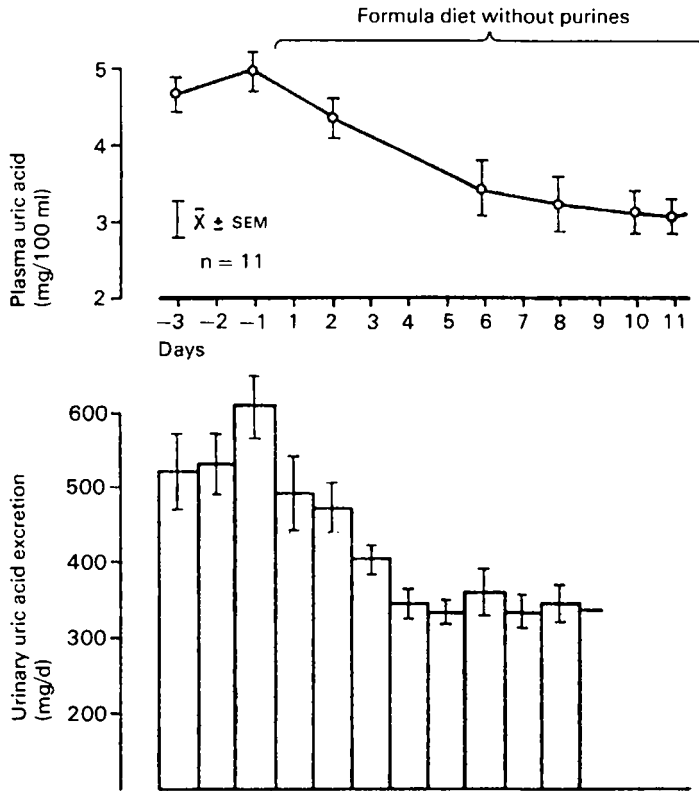 Formula diet without purines
Plasma uric acid
(mg/100 ml)
5
4
3
2
X̄ ± SEM
n = 11
−3 −2 −1 1 2 3 4 5 6 7 8 9 10 11
Days
Urinary uric acid excretion
(mg/d)
600
500
400
300
200